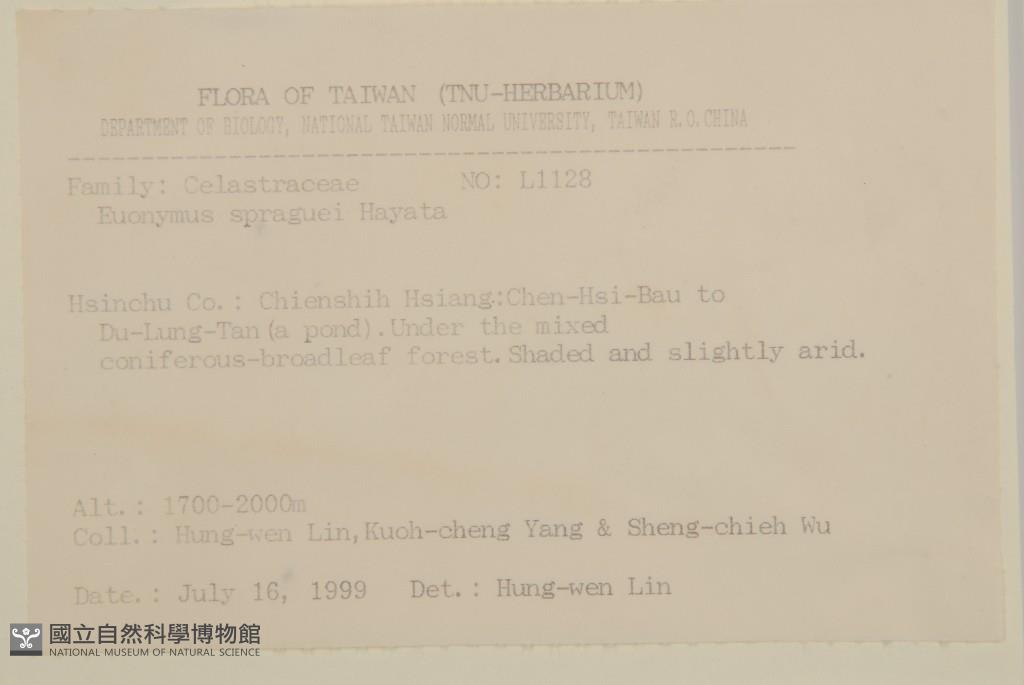 FLORA OF TAIWAN (TNU-HERBARIUM)
DEPARTMENT OF BIOLOGY, NATIONAL TAIWAN NORMAL UNIVERSITY, TAIWAN R.O.CHINA
Family: Celastraceae NO: L1128
Euonymus spraguei Hayata
Hsinchu Co.: Chienshih Hsiang:Chen-Hsi-Bau to
Du-Lung-Tan(a pond).Under the mixed
coniferous-broadleaf forest.Shaded and slightly arid.
Alt.: 1700-2000m
Coll.: Hung-wen Lin,Kuoh-cheng Yang & Sheng-chieh Wu
Date.: July 16, 1999 Det.: Hung-wen Lin
國立自然科學博物館
NATIONAL MUSEUM OF NATURAL SCIENCE